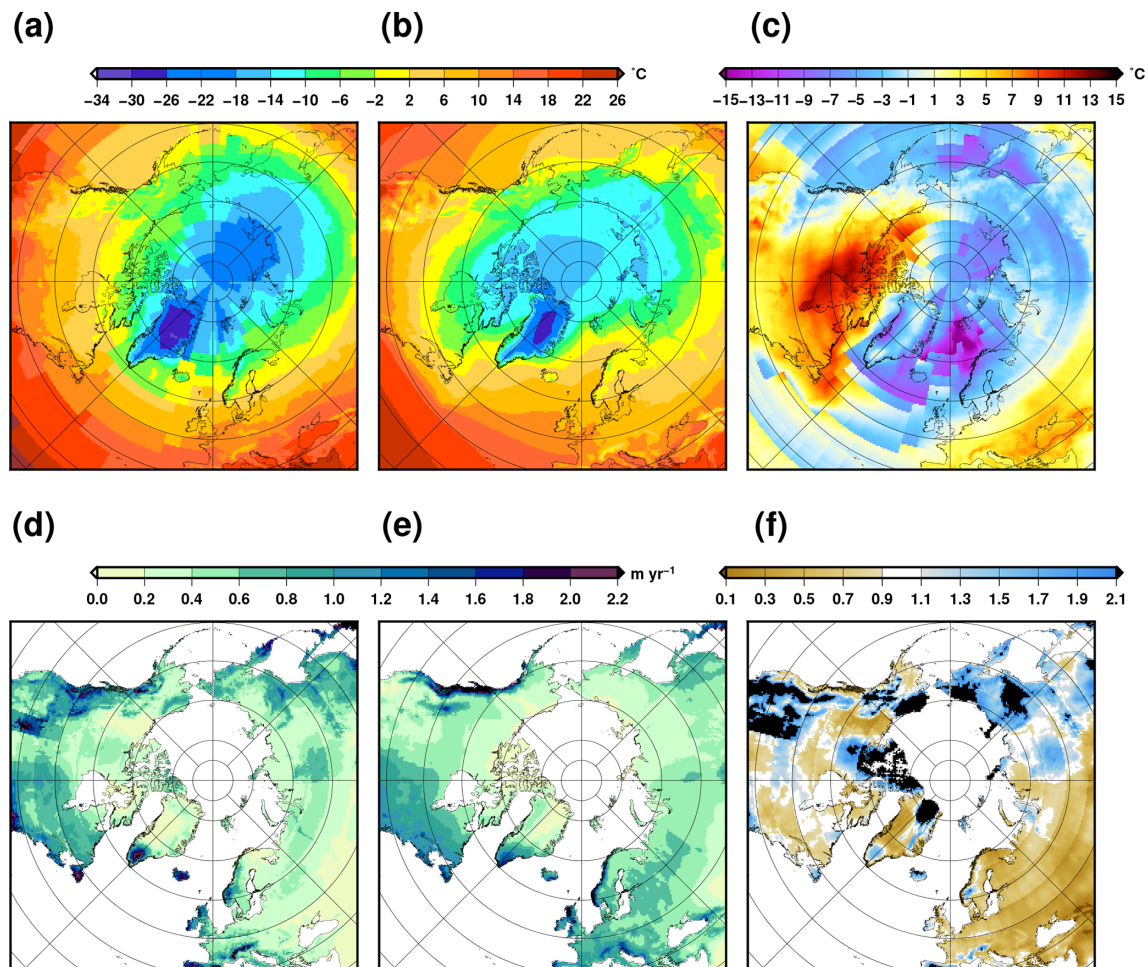 (a) (b) (c)
°C °C
−34 −30 −26 −22 −18 −14 −10 −6 −2 2 6 10 14 18 22 26 −15 −13 −11 −9 −7 −5 −3 −1 1 3 5 7 9 11 13 15
(d) (e) (f)
m yr⁻¹
0.0 0.2 0.4 0.6 0.8 1.0 1.2 1.4 1.6 1.8 2.0 2.2 0.1 0.3 0.5 0.7 0.9 1.1 1.3 1.5 1.7 1.9 2.1